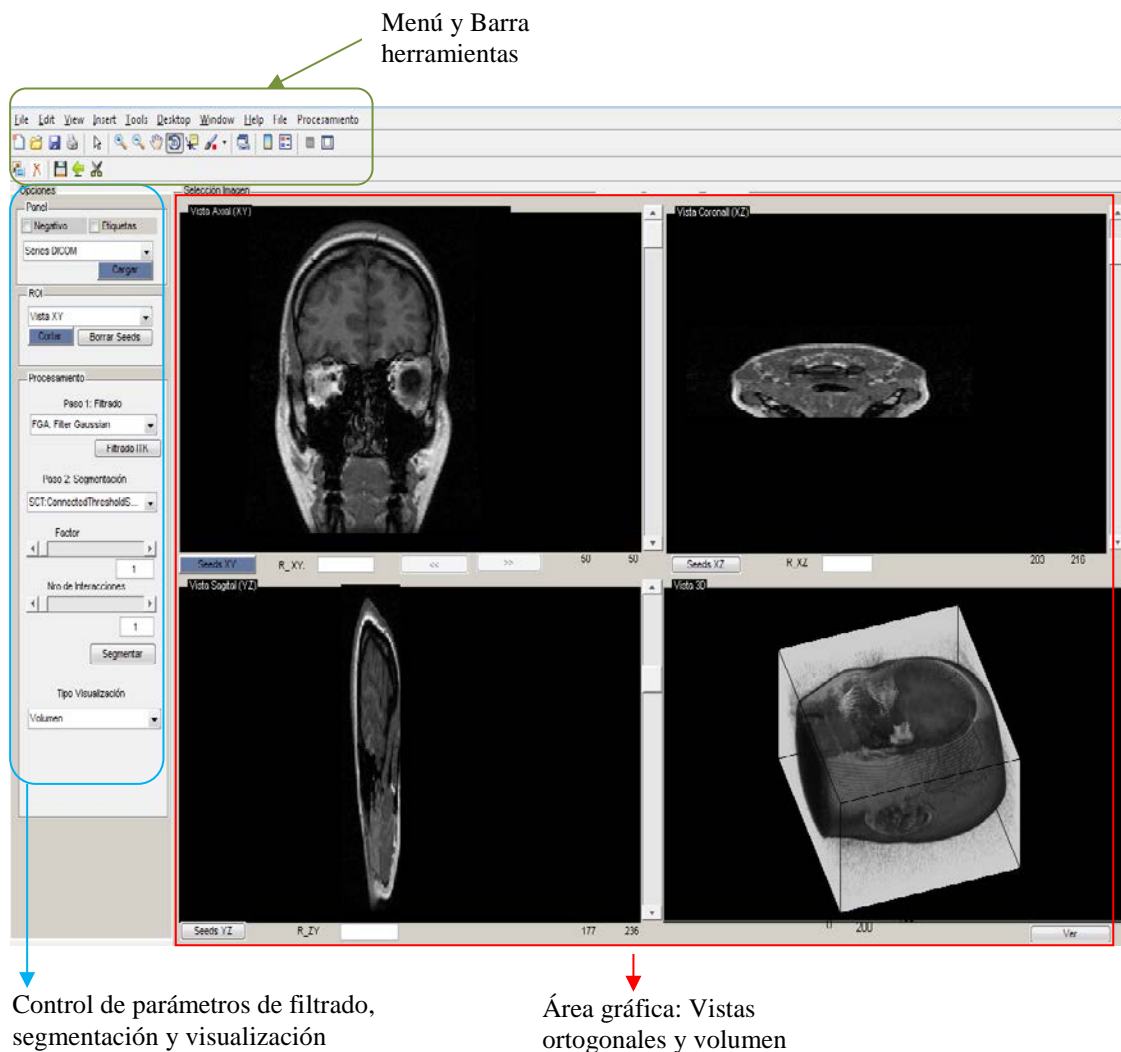 Menú y Barra
herramientas
File Edit View Insert Tools Desktop Window Help File Procesamiento
Opciones
Panel
Negativo Etiquetas
Series DICOM
Cargar
ROI
Vista XY
Cortar Borrar Seeds
Procesamiento
Paso 1: Filtrado
FGA. Filter Gaussian
Filtrado ITK
Paso 2: Segmentación
SCT:ConnectedThresholdS...
Factor
1
Nro de Interacciones
1
Segmentar
Tipo Visualización
Volumen
Selección Imagen
Vista Axial (XY)
Vista Coronall (XZ)
Seeds XY R_XY: << >> 50 50
Seeds XZ R_XZ 203 216
Vista Sagital (YZ)
Vista 3D
Seeds YZ R_ZY 177 236
0 200
Ver
Control de parámetros de filtrado,
segmentación y visualización
Área gráfica: Vistas
ortogonales y volumen